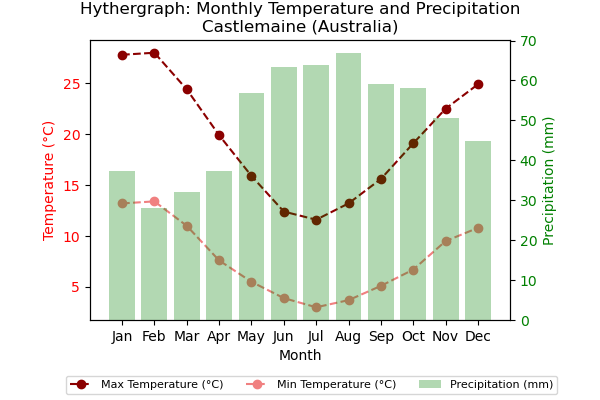 Hythergraph: Monthly Temperature and Precipitation
Castlemaine (Australia)
Temperature (°C)
25
20
15
10
5
70
60
50
40
30
20
10
0
Precipitation (mm)
Jan Feb Mar Apr May Jun Jul Aug Sep Oct Nov Dec
Month
Max Temperature (°C) Min Temperature (°C) Precipitation (mm)